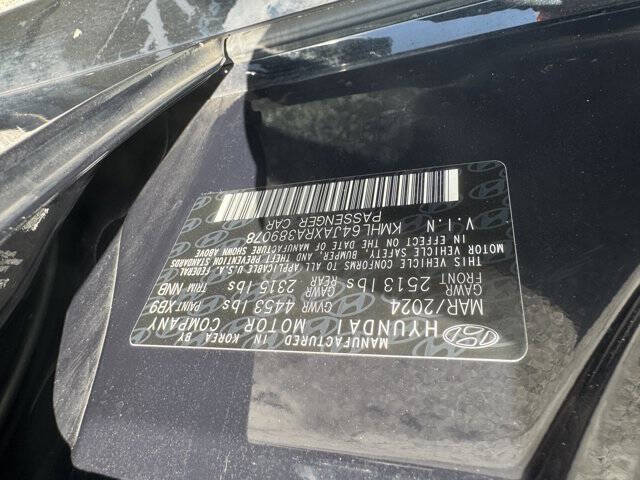 MANUFACTURED BY
HYUNDAI MOTOR COMPANY IN KOREA
MAR/2024 GVWR 4453 lbs PAINT XB9
GAWR FRONT 2513 lbs GAWR REAR 2315 lbs TRIM NNB
THIS VEHICLE CONFORMS TO ALL APPLICABLE U.S.A. FEDERAL
MOTOR VEHICLE SAFETY, BUMPER, AND THEFT PREVENTION STANDARDS
IN EFFECT ON THE DATE OF MANUFACTURE SHOWN ABOVE
V.I.N KMHL64JAXRA389078
PASSENGER CAR